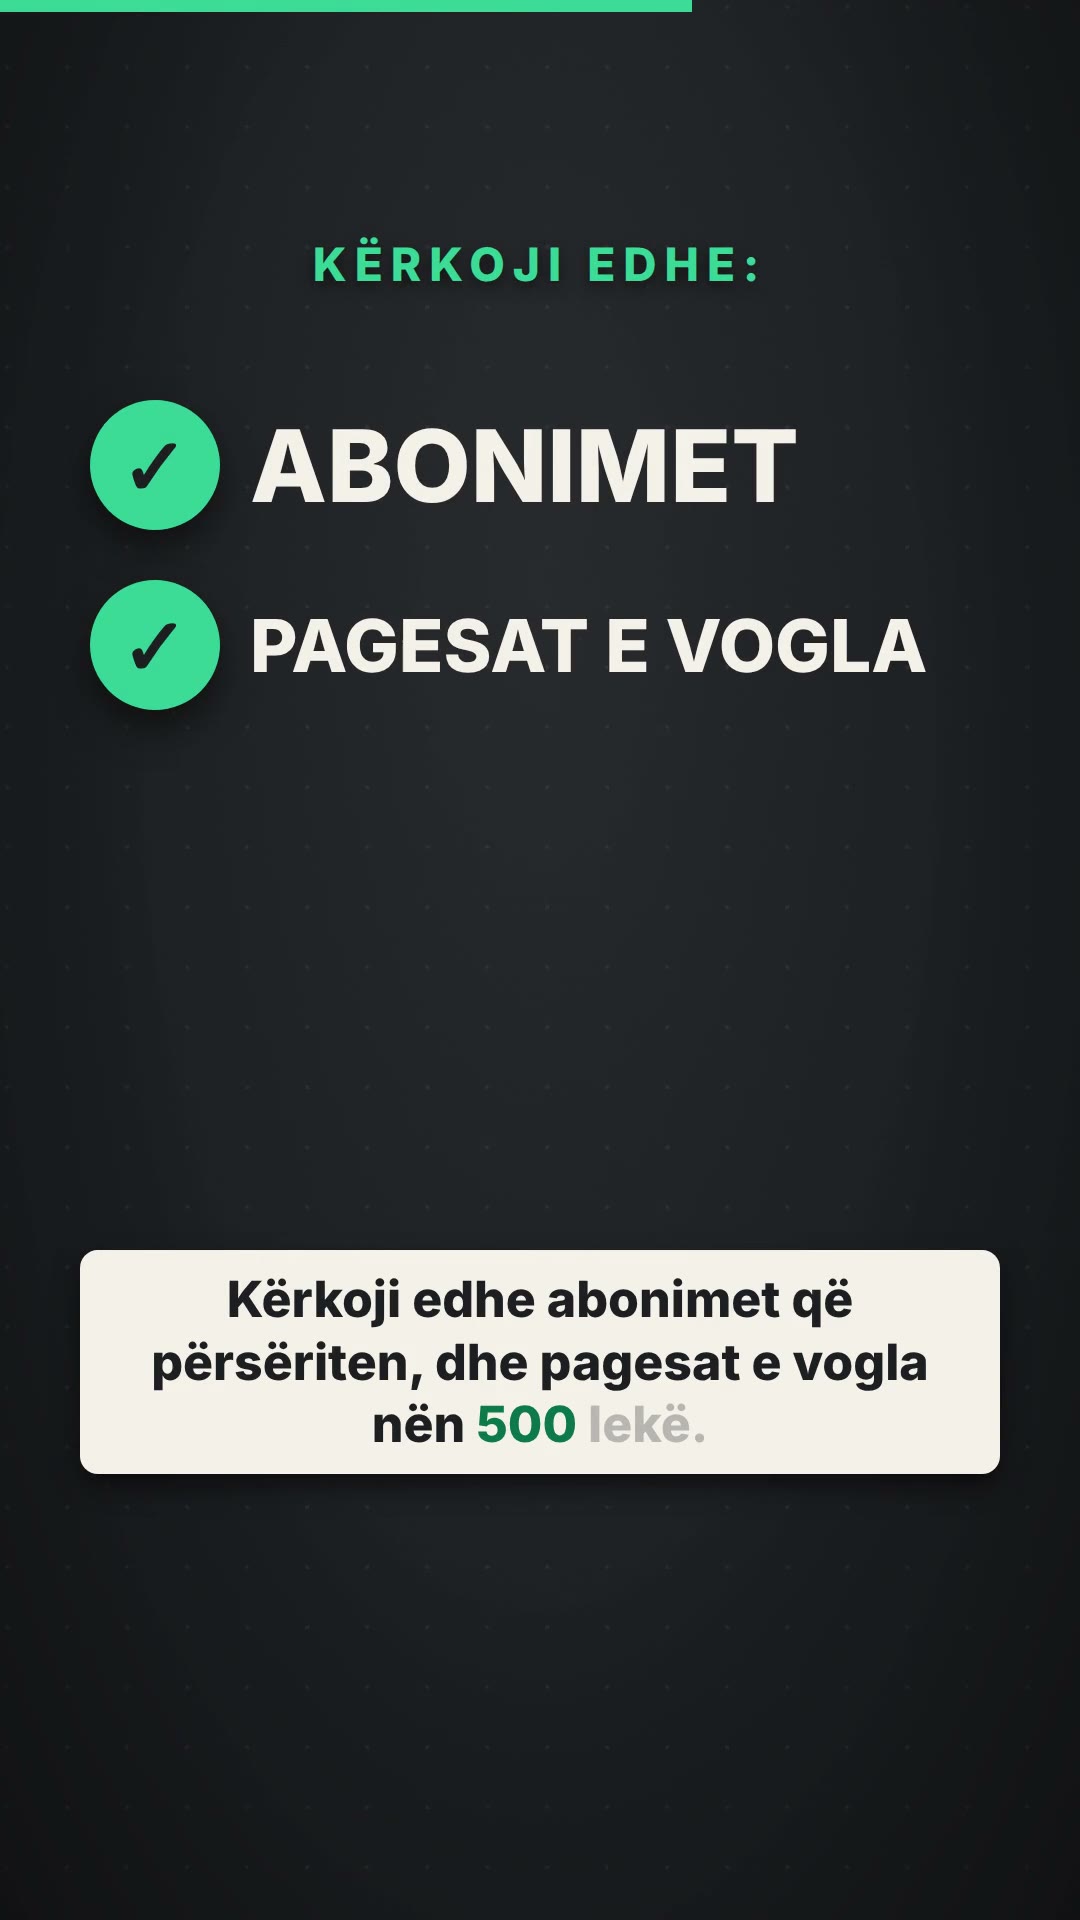 KËRKOJI EDHE:
✓ ABONIMET
✓ PAGESAT E VOGLA
Kërkoji edhe abonimet që
përsëriten, dhe pagesat e vogla
nën 500 lekë.